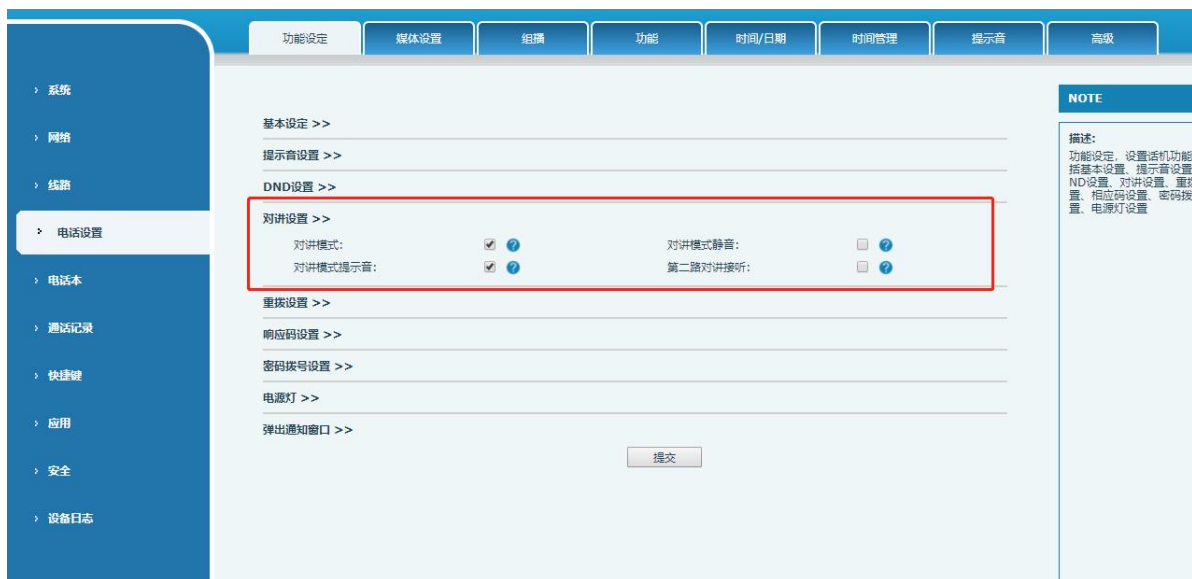 功能设定 媒体设置 组播 功能 时间/日期 时间管理 提示音 高级
› 系统
› 网络
› 线路
› 电话设置
› 电话本
› 通话记录
› 快捷键
› 应用
› 安全
› 设备日志
基本设定 >>
提示音设置 >>
DND设置 >>
对讲设置 >>
对讲模式: 对讲模式静音:
对讲模式提示音: 第二路对讲接听:
重拨设置 >>
响应码设置 >>
密码拨号设置 >>
电源灯 >>
弹出通知窗口 >>
提交
NOTE
描述:
功能设定, 设置话机功能
括基本设置、提示音设置
ND设置、对讲设置、重拨
置、相应码设置、密码拨
置、电源灯设置